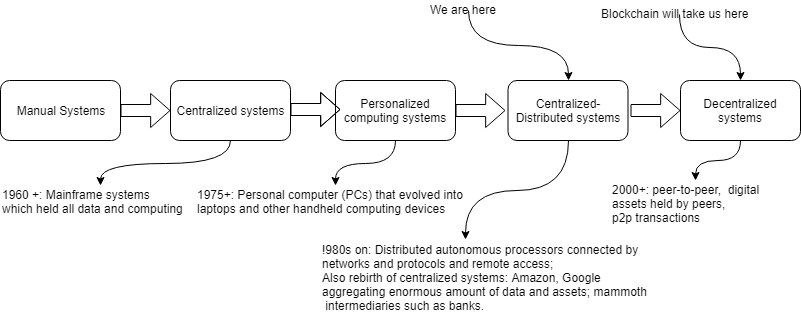 We are here
Blockchain will take us here
Manual Systems
Centralized systems
Personalized
computing systems
Centralized-
Distributed systems
Decentralized
systems
1960 +: Mainframe systems
which held all data and computing
1975+: Personal computer (PCs) that evolved into
laptops and other handheld computing devices
!980s on: Distributed autonomous processors connected by
networks and protocols and remote access;
Also rebirth of centralized systems: Amazon, Google
aggregating enormous amount of data and assets; mammoth
intermediaries such as banks.
2000+: peer-to-peer, digital
assets held by peers,
p2p transactions